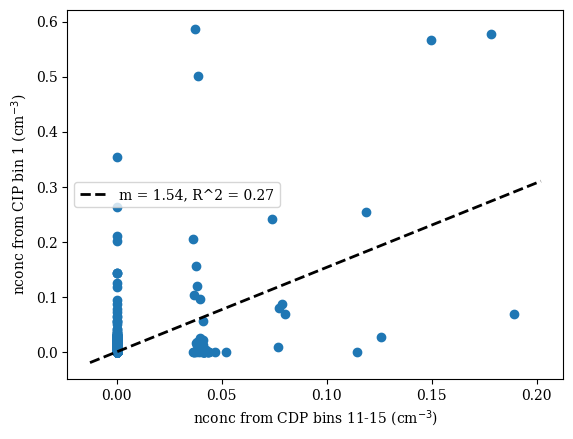 0.6
0.5
0.4
0.3
0.2
0.1
0.0
nconc from CIP bin 1 (cm⁻³)
m = 1.54, R^2 = 0.27
0.00 0.05 0.10 0.15 0.20
nconc from CDP bins 11-15 (cm⁻³)